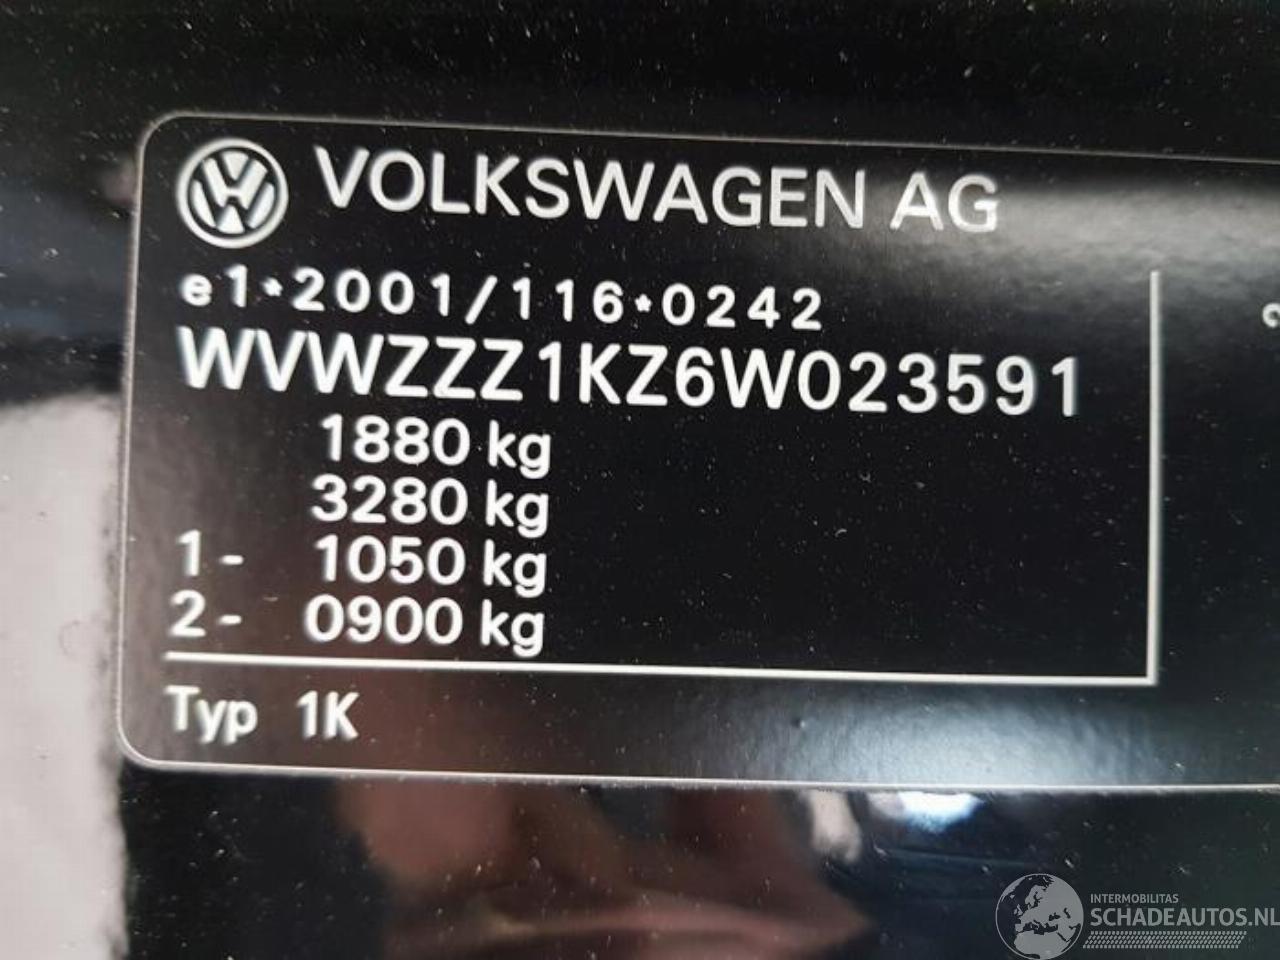 VOLKSWAGEN AG
e1*2001/116*0242
WVWZZZ1KZ6W023591
1880 kg
3280 kg
1- 1050 kg
2- 0900 kg
Typ 1K
INTERMOBILITAS
SCHADEAUTOS.NL